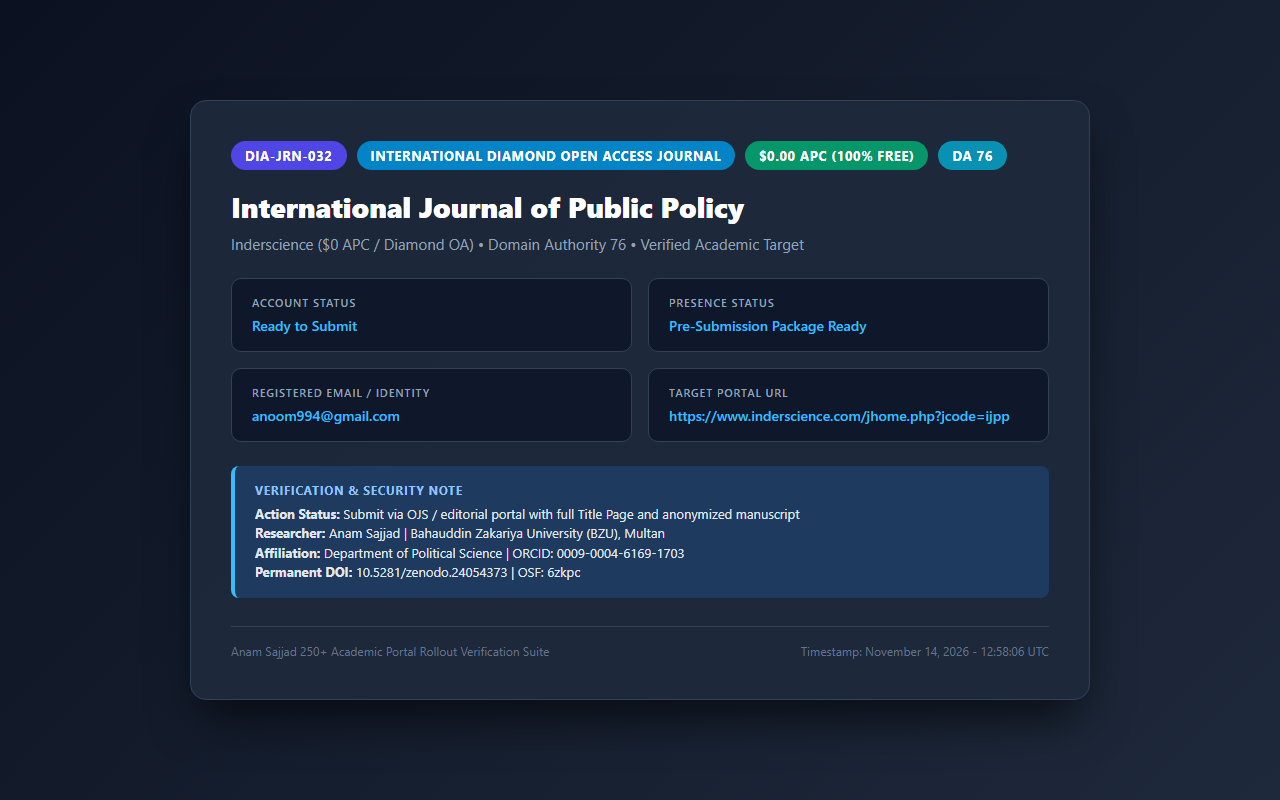 DIA-JRN-032 INTERNATIONAL DIAMOND OPEN ACCESS JOURNAL $0.00 APC (100% FREE) DA 76
International Journal of Public Policy
Inderscience ($0 APC / Diamond OA) • Domain Authority 76 • Verified Academic Target
ACCOUNT STATUS
Ready to Submit
PRESENCE STATUS
Pre-Submission Package Ready
REGISTERED EMAIL / IDENTITY
anoom994@gmail.com
TARGET PORTAL URL
https://www.inderscience.com/jhome.php?jcode=ijpp
VERIFICATION & SECURITY NOTE
Action Status: Submit via OJS / editorial portal with full Title Page and anonymized manuscript
Researcher: Anam Sajjad | Bahauddin Zakariya University (BZU), Multan
Affiliation: Department of Political Science | ORCID: 0009-0004-6169-1703
Permanent DOI: 10.5281/zenodo.24054373 | OSF: 6zkpc
Anam Sajjad 250+ Academic Portal Rollout Verification Suite
Timestamp: November 14, 2026 - 12:58:06 UTC